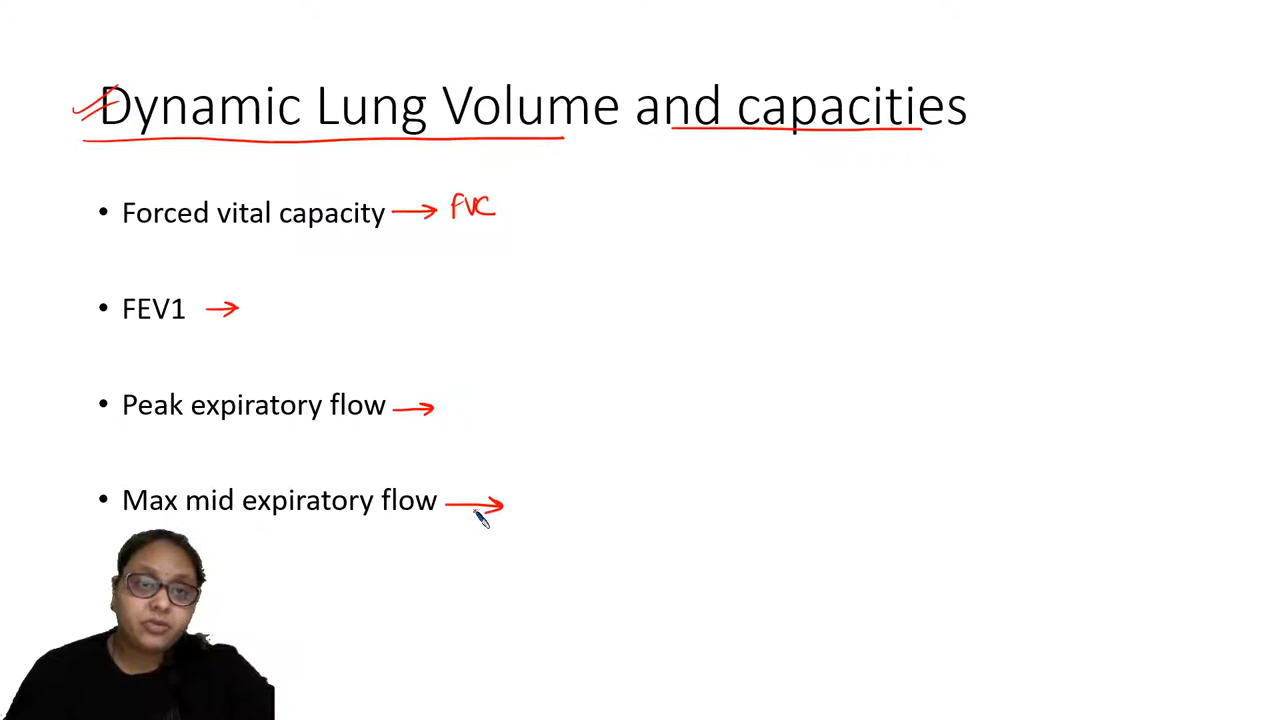 Dynamic Lung Volume and capacities
• Forced vital capacity → FVC
• FEV1 →
• Peak expiratory flow →
• Max mid expiratory flow →